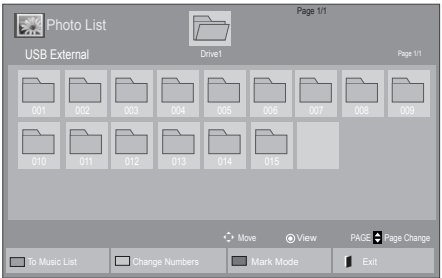 Page 1/1
Photo List
USB External
Drive1
Page 1/1
001 002 003 004 005 006 007 008 009
010 011 012 013 014 015
Move View PAGE Page Change
To Music List Change Numbers Mark Mode Exit